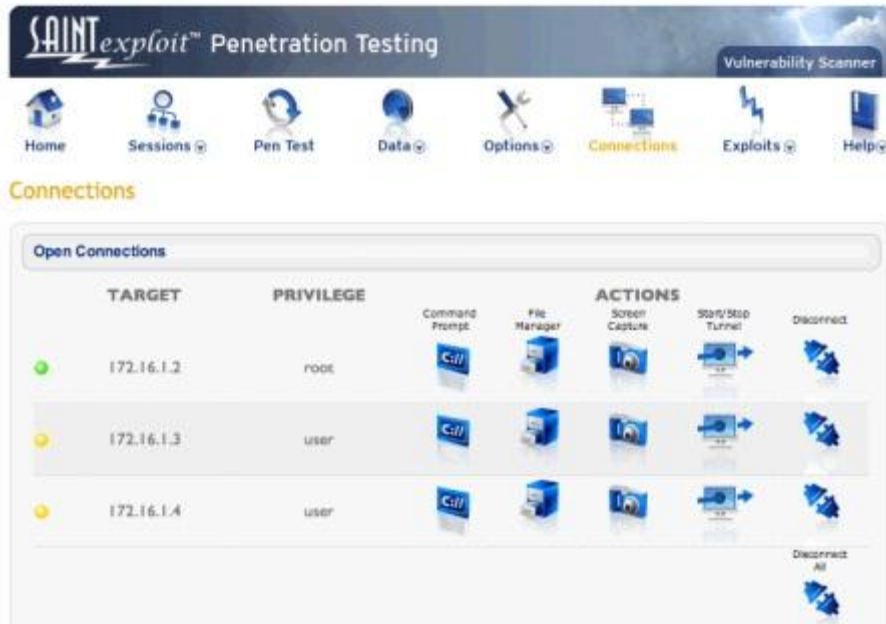 SAINTexploit™ Penetration Testing
Vulnerability Scanner
Home Sessions Pen Test Data Options Connections Exploits Help
Connections
Open Connections
TARGET PRIVILEGE ACTIONS
Command Prompt File Manager Screen Capture Start/Stop Tunnel Disconnect
172.16.1.2 root C://
172.16.1.3 user C://
172.16.1.4 user C://
Disconnect All